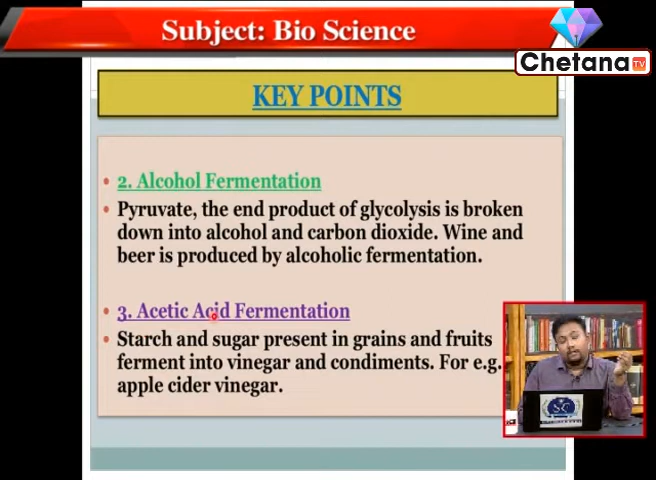 Subject: Bio Science
Chetana TV
KEY POINTS
2. Alcohol Fermentation
Pyruvate, the end product of glycolysis is broken
down into alcohol and carbon dioxide. Wine and
beer is produced by alcoholic fermentation.
3. Acetic Acid Fermentation
Starch and sugar present in grains and fruits
ferment into vinegar and condiments. For e.g.
apple cider vinegar.